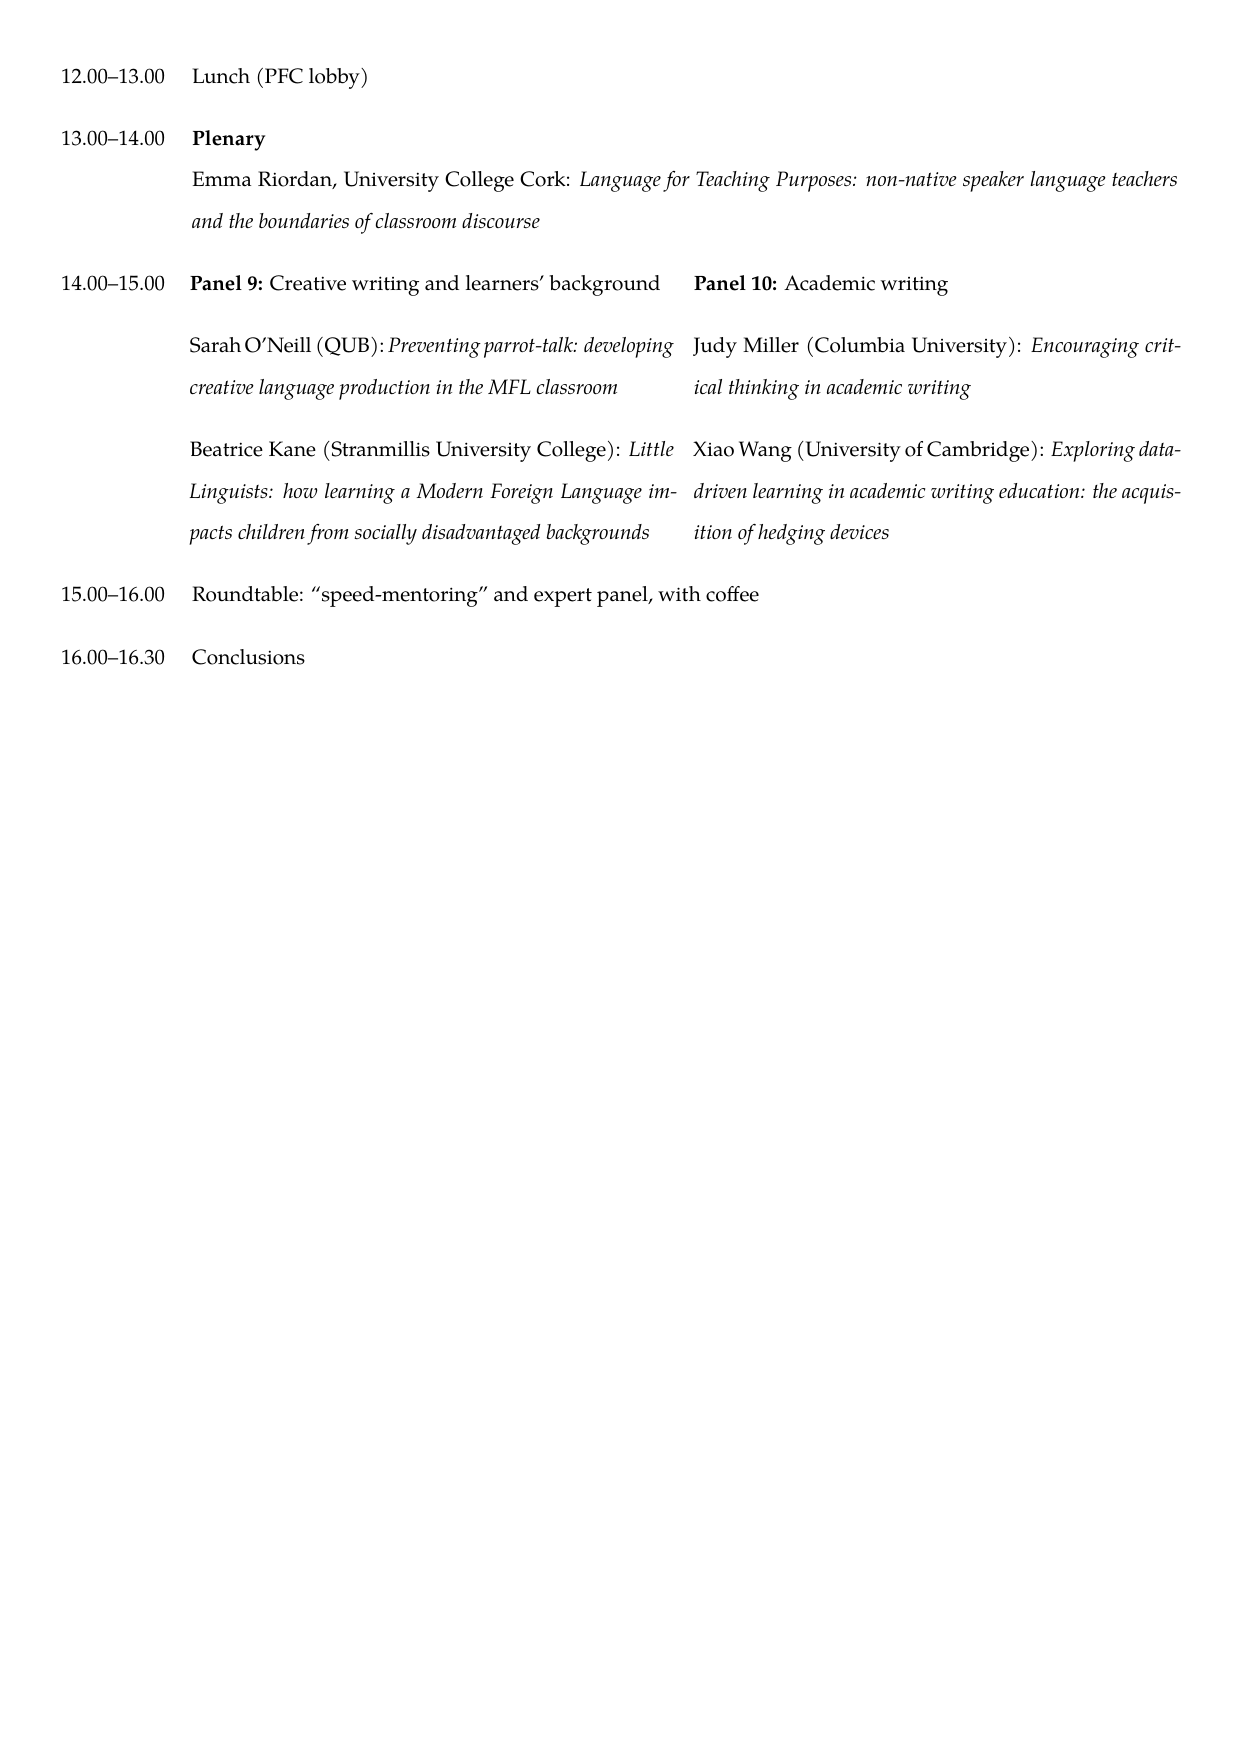 12.00–13.00 Lunch (PFC lobby)
13.00–14.00 Plenary
Emma Riordan, University College Cork: Language for Teaching Purposes: non-native speaker language teachers
and the boundaries of classroom discourse
14.00–15.00 Panel 9: Creative writing and learners’ background
Sarah O’Neill (QUB): Preventing parrot-talk: developing
creative language production in the MFL classroom
Beatrice Kane (Stranmillis University College): Little
Linguists: how learning a Modern Foreign Language im-
pacts children from socially disadvantaged backgrounds
Panel 10: Academic writing
Judy Miller (Columbia University): Encouraging crit-
ical thinking in academic writing
Xiao Wang (University of Cambridge): Exploring data-
driven learning in academic writing education: the acquis-
ition of hedging devices
15.00–16.00 Roundtable: “speed-mentoring” and expert panel, with coffee
16.00–16.30 Conclusions